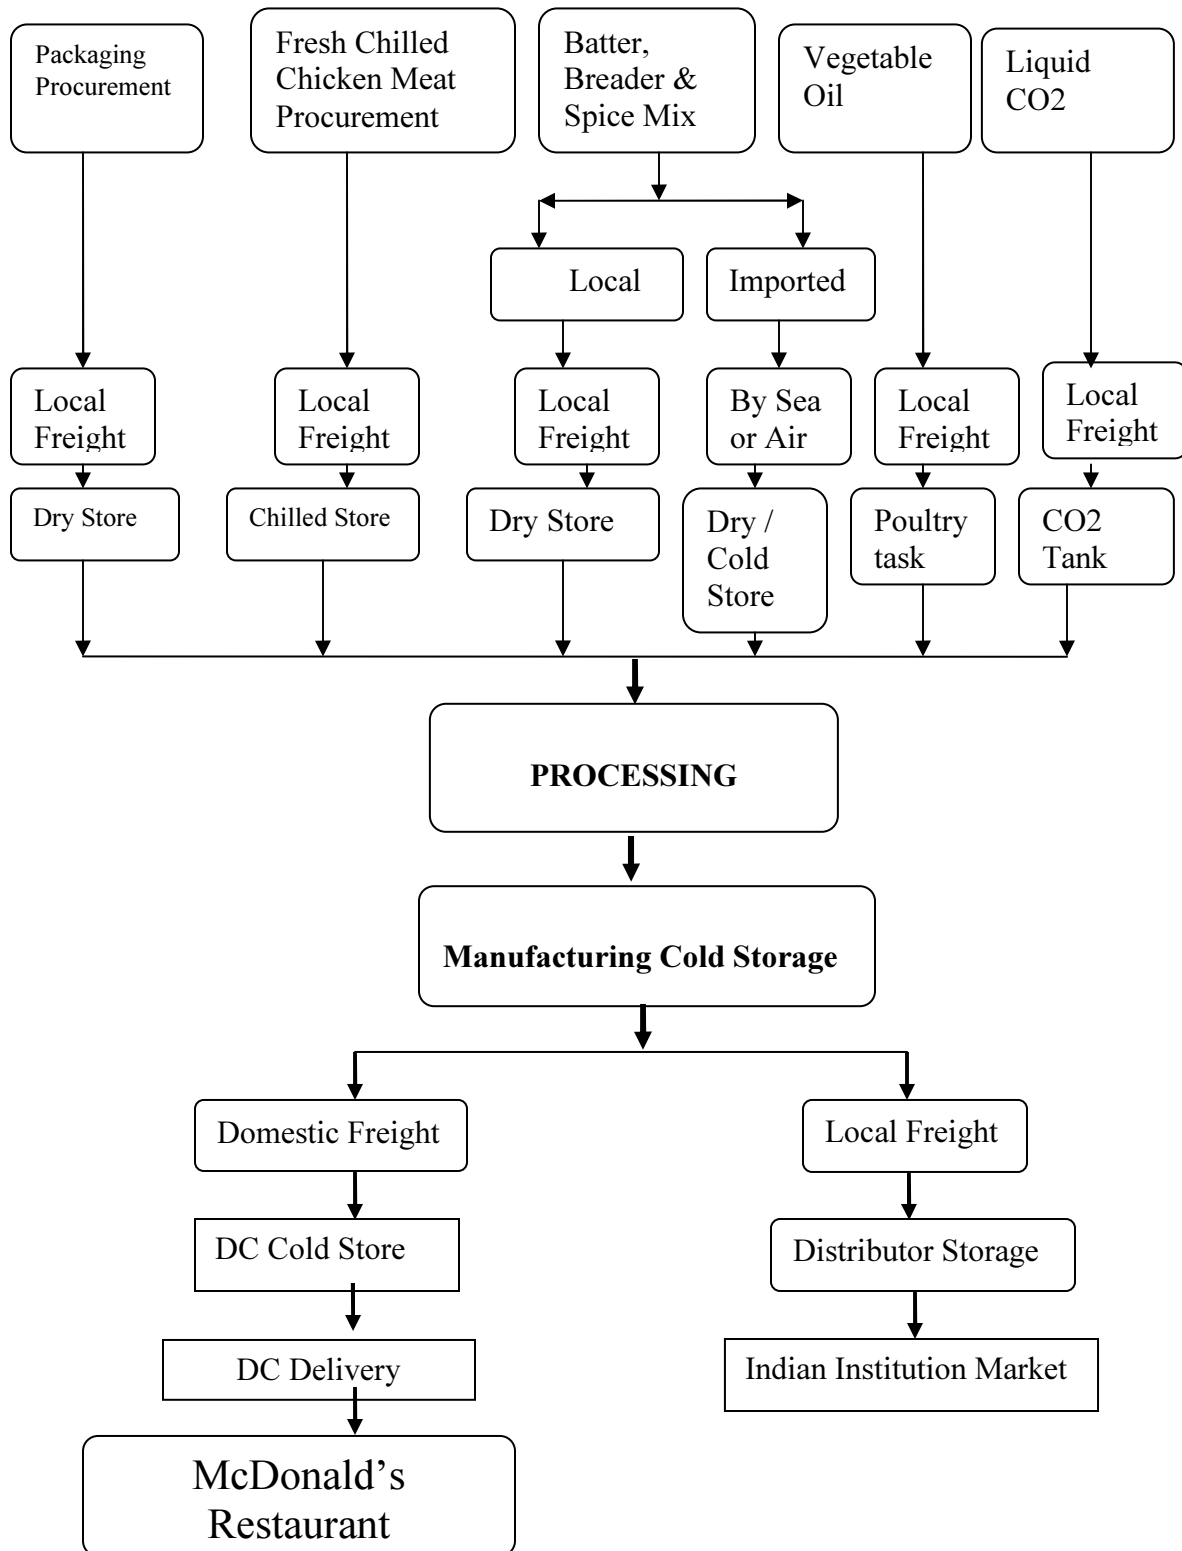 Packaging
Procurement
Fresh Chilled
Chicken Meat
Procurement
Batter,
Breader &
Spice Mix
Vegetable
Oil
Liquid
CO2
Local
Imported
Local
Freight
Local
Freight
Local
Freight
By Sea
or Air
Local
Freight
Local
Freight
Dry Store
Chilled Store
Dry Store
Dry /
Cold
Store
Poultry
task
CO2
Tank
PROCESSING
Manufacturing Cold Storage
Domestic Freight
Local Freight
DC Cold Store
Distributor Storage
DC Delivery
Indian Institution Market
McDonald’s
Restaurant